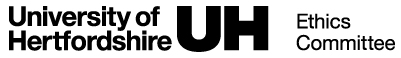 University of
Hertfordshire
UH
Ethics
Committee